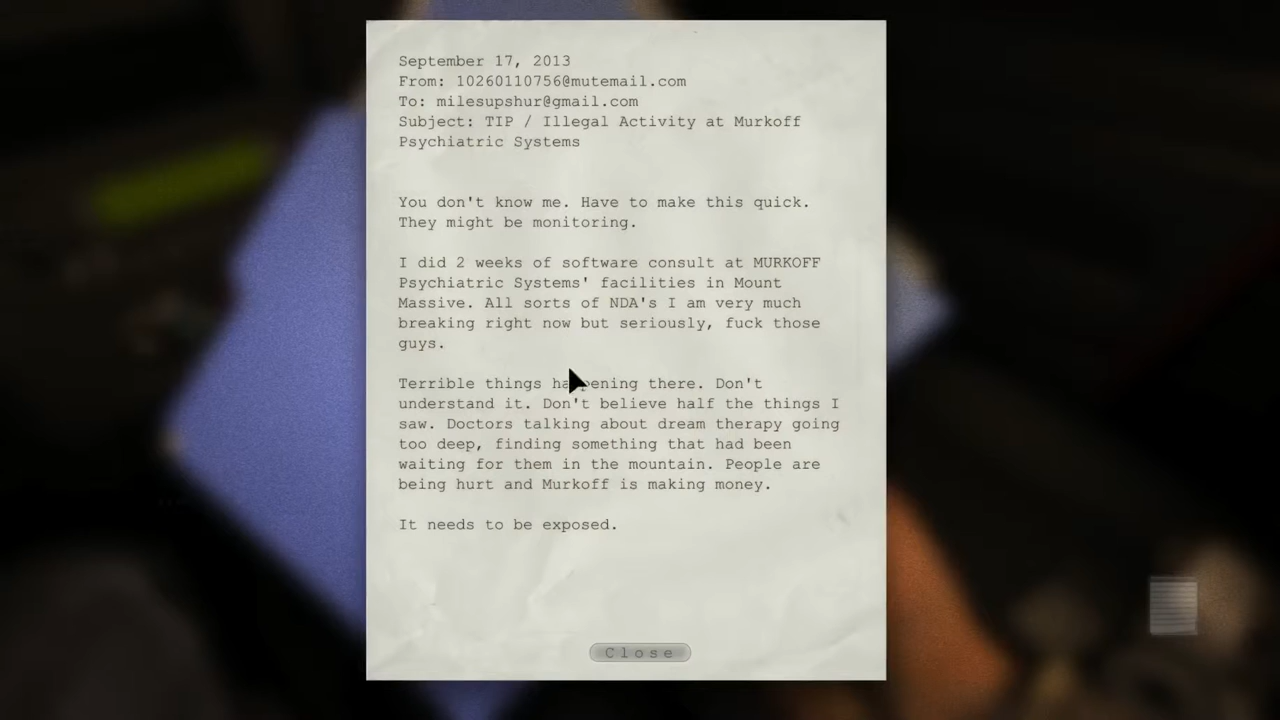 September 17, 2013
From: 10260110756@mutemail.com
To: milesupshur@gmail.com
Subject: TIP / Illegal Activity at Murkoff
Psychiatric Systems
You don't know me. Have to make this quick.
They might be monitoring.
I did 2 weeks of software consult at MURKOFF
Psychiatric Systems' facilities in Mount
Massive. All sorts of NDA's I am very much
breaking right now but seriously, fuck those
guys.
Terrible things happening there. Don't
understand it. Don't believe half the things I
saw. Doctors talking about dream therapy going
too deep, finding something that had been
waiting for them in the mountain. People are
being hurt and Murkoff is making money.
It needs to be exposed.
Close